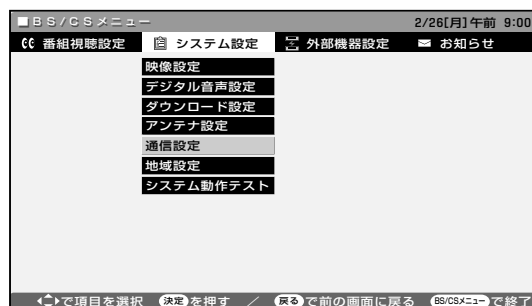 ■BS/CSメニュー 2/26[月]午前 9:00
番組視聴設定 システム設定 外部機器設定 お知らせ
映像設定
デジタル音声設定
ダウンロード設定
アンテナ設定
通信設定
地域設定
システム動作テスト
で項目を選択 決定を押す / 戻るで前の画面に戻る BS/CSメニューで終了